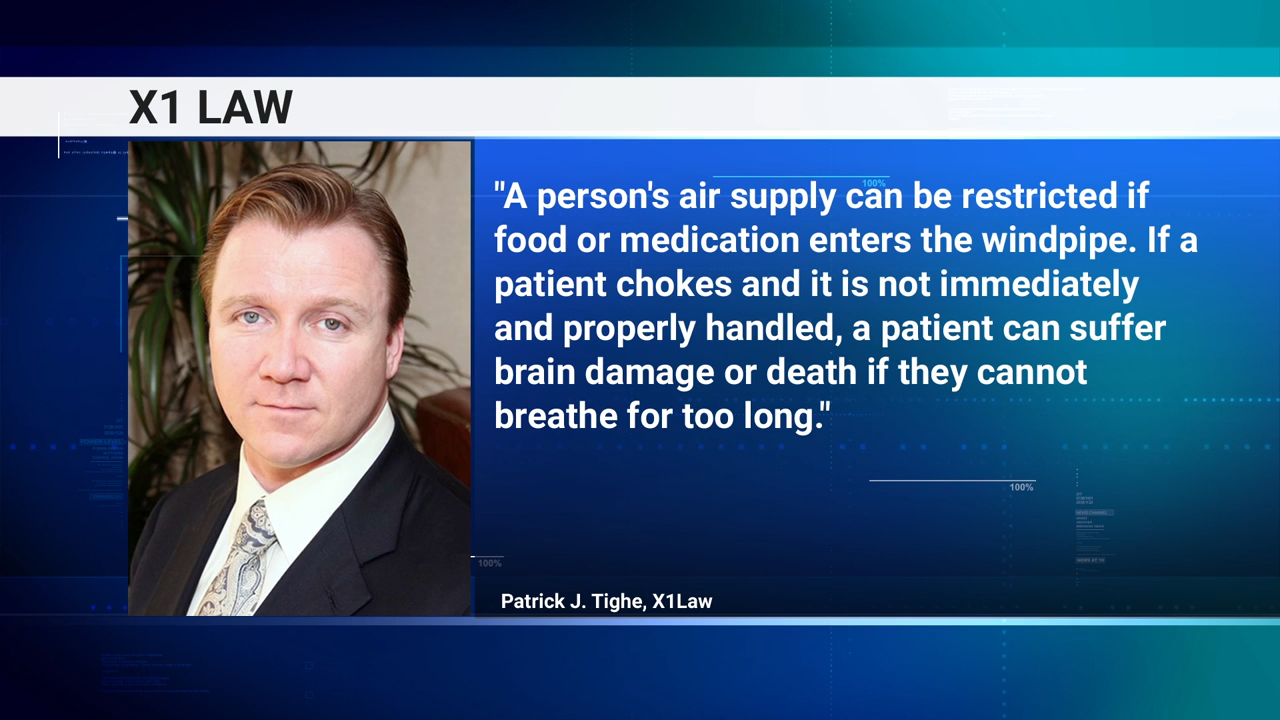 X1 LAW
"A person's air supply can be restricted if
food or medication enters the windpipe. If a
patient chokes and it is not immediately
and properly handled, a patient can suffer
brain damage or death if they cannot
breathe for too long."
Patrick J. Tighe, X1Law
100%
100%
100%